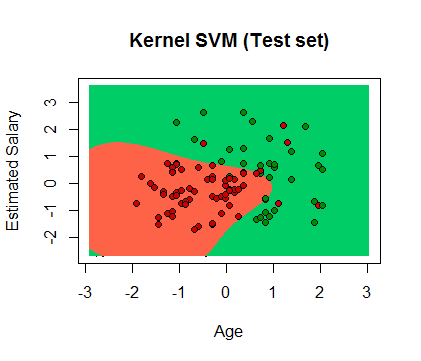 Kernel SVM (Test set)
Estimated Salary
3
2
1
0
-1
-2
-3 -2 -1 0 1 2 3
Age